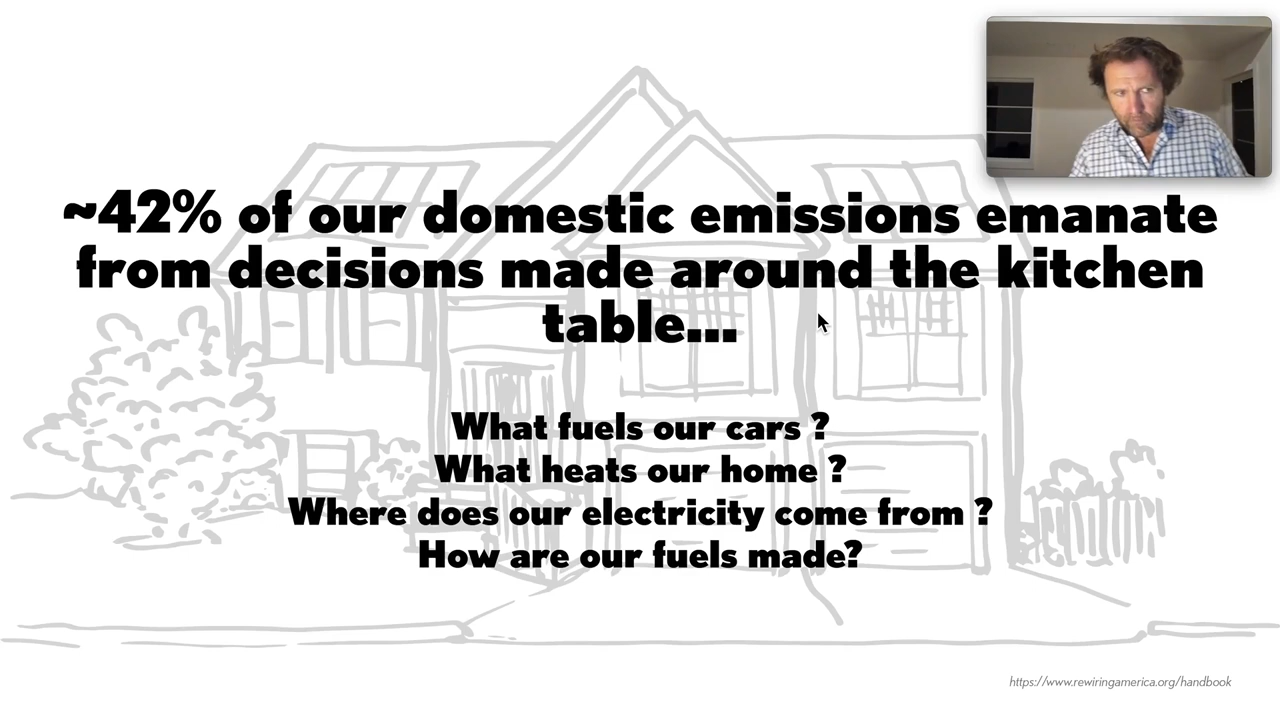 ~42% of our domestic emissions emanate
from decisions made around the kitchen
table...
What fuels our cars ?
What heats our home ?
Where does our electricity come from ?
How are our fuels made?
https://www.rewiringamerica.org/handbook